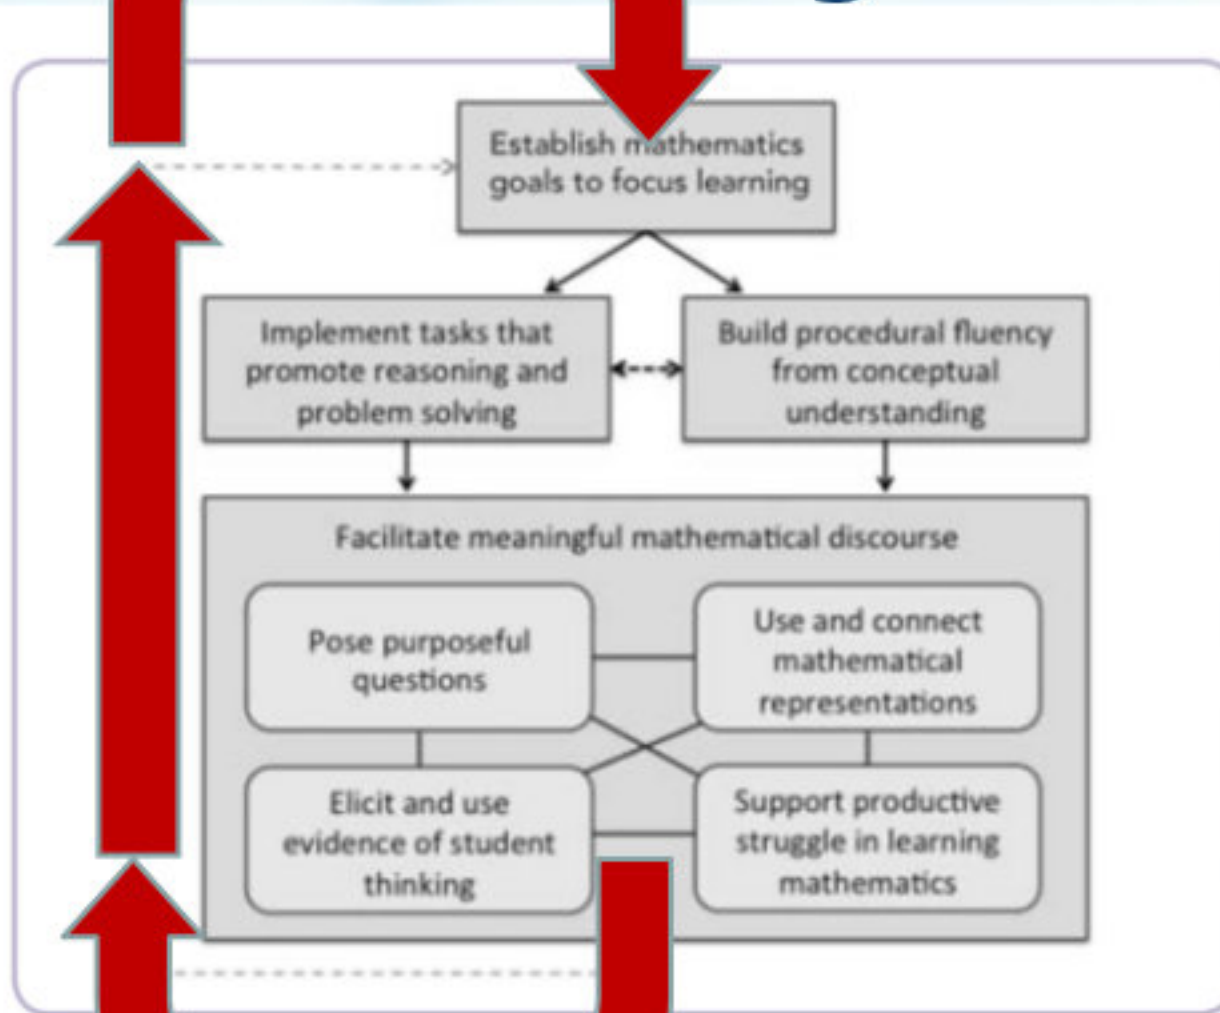 Establish mathematics
goals to focus learning
Implement tasks that
promote reasoning and
problem solving
Build procedural fluency
from conceptual
understanding
Facilitate meaningful mathematical discourse
Pose purposeful
questions
Use and connect
mathematical
representations
Elicit and use
evidence of student
thinking
Support productive
struggle in learning
mathematics